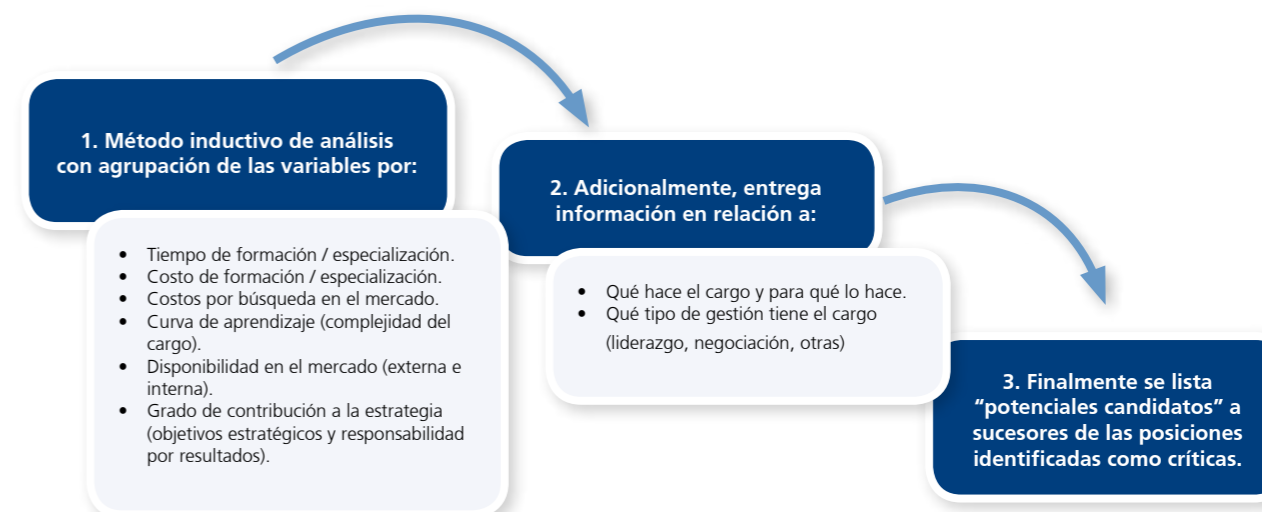 1. Método inductivo de análisis
con agrupación de las variables por:
• Tiempo de formación / especialización.
• Costo de formación / especialización.
• Costos por búsqueda en el mercado.
• Curva de aprendizaje (complejidad del
cargo).
• Disponibilidad en el mercado (externa e
interna).
• Grado de contribución a la estrategia
(objetivos estratégicos y responsabilidad
por resultados).
2. Adicionalmente, entrega
información en relación a:
• Qué hace el cargo y para qué lo hace.
• Qué tipo de gestión tiene el cargo
(liderazgo, negociación, otras)
3. Finalmente se lista
“potenciales candidatos” a
sucesores de las posiciones
identificadas como críticas.